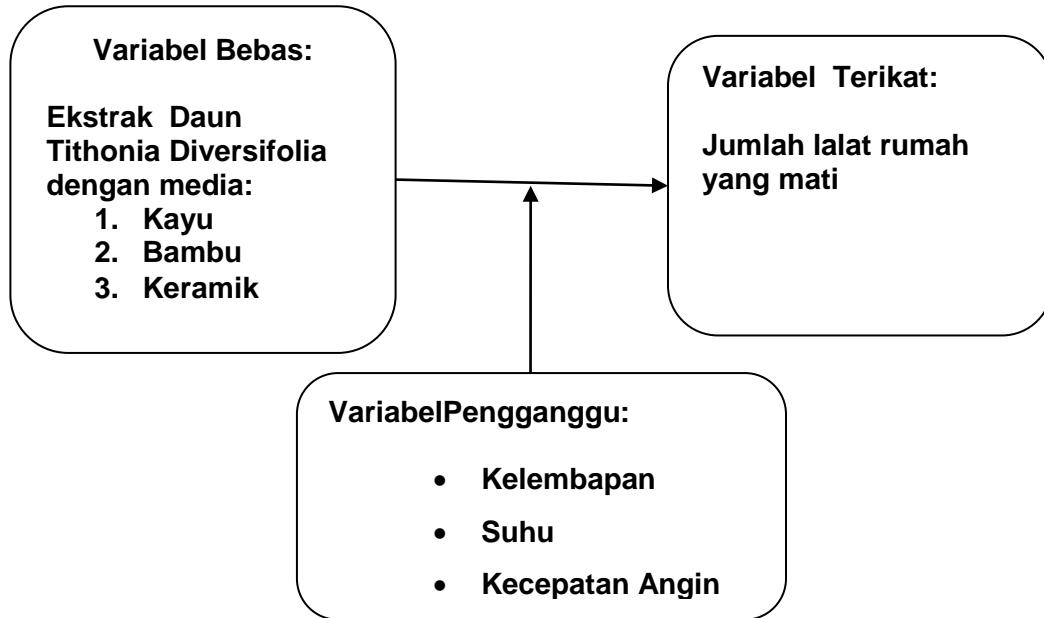 Variabel Bebas:
Ekstrak Daun
Tithonia Diversifolia
dengan media:
1. Kayu
2. Bambu
3. Keramik
Variabel Terikat:
Jumlah lalat rumah
yang mati
VariabelPengganggu:
• Kelembapan
• Suhu
• Kecepatan Angin